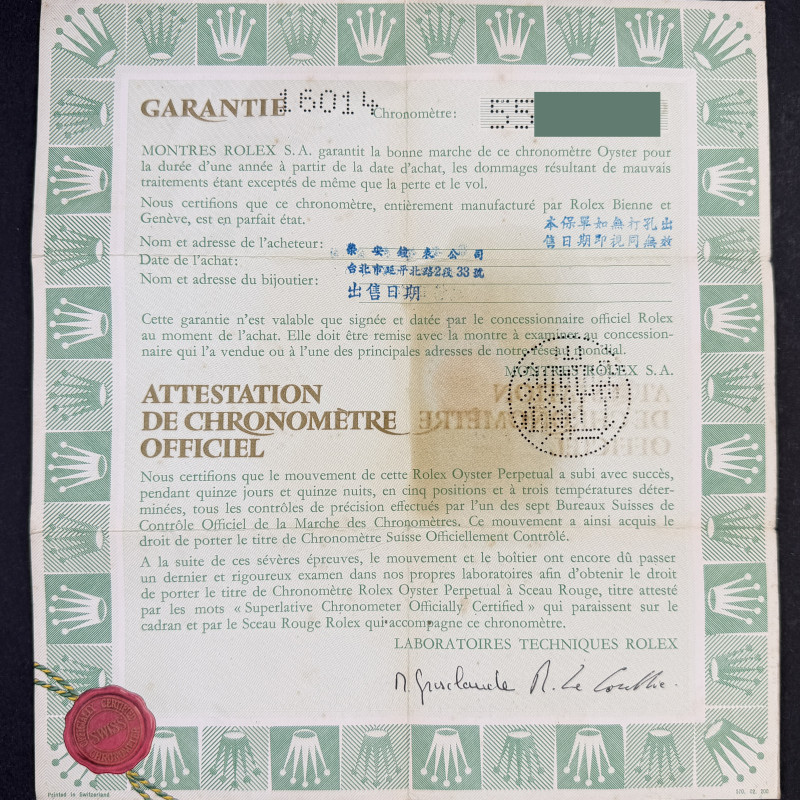 GARANTIE 16014 Chronomètre: 55
MONTRES ROLEX S.A. garantit la bonne marche de ce chronomètre Oyster pour
la durée d'une année à partir de la date d'achat, les dommages résultant de mauvais
traitements étant exceptés de même que la perte et le vol.
Nous certifions que ce chronomètre, entièrement manufacturé par Rolex Bienne et
Genève, est en parfait état.
本保單如無打孔出
售日期即視同無效
Nom et adresse de l'acheteur:
安錶公司
Date de l'achat:
台北市延平北路2段33號
Nom et adresse du bijoutier:
出售日期
Cette garantie n'est valable que signée et datée par le concessionnaire officiel Rolex
au moment de l'achat. Elle doit être remise avec la montre à examiner au concession-
naire qui l'a vendue ou à l'une des principales adresses de notre réseau mondial.
MONTRES ROLEX S.A.
ATTESTATION
DE CHRONOMÈTRE
OFFICIEL
Nous certifions que le mouvement de cette Rolex Oyster Perpetual a subi avec succès,
pendant quinze jours et quinze nuits, en cinq positions et à trois températures déter-
minées, tous les contrôles de précision effectués par l'un des sept Bureaux Suisses de
Contrôle Officiel de la Marche des Chronomètres. Ce mouvement a ainsi acquis le
droit de porter le titre de Chronomètre Suisse Officiellement Contrôlé.
A la suite de ces sévères épreuves, le mouvement et le boîtier ont encore dû passer
un dernier et rigoureux examen dans nos propres laboratoires afin d'obtenir le droit
de porter le titre de Chronomètre Rolex Oyster Perpetual à Sceau Rouge, titre attesté
par les mots « Superlative Chronometer Officially Certified » qui paraissent sur le
cadran et par le Sceau Rouge Rolex qui accompagne ce chronomètre.
LABORATOIRES TECHNIQUES ROLEX
SWISS
Printed in Switzerland